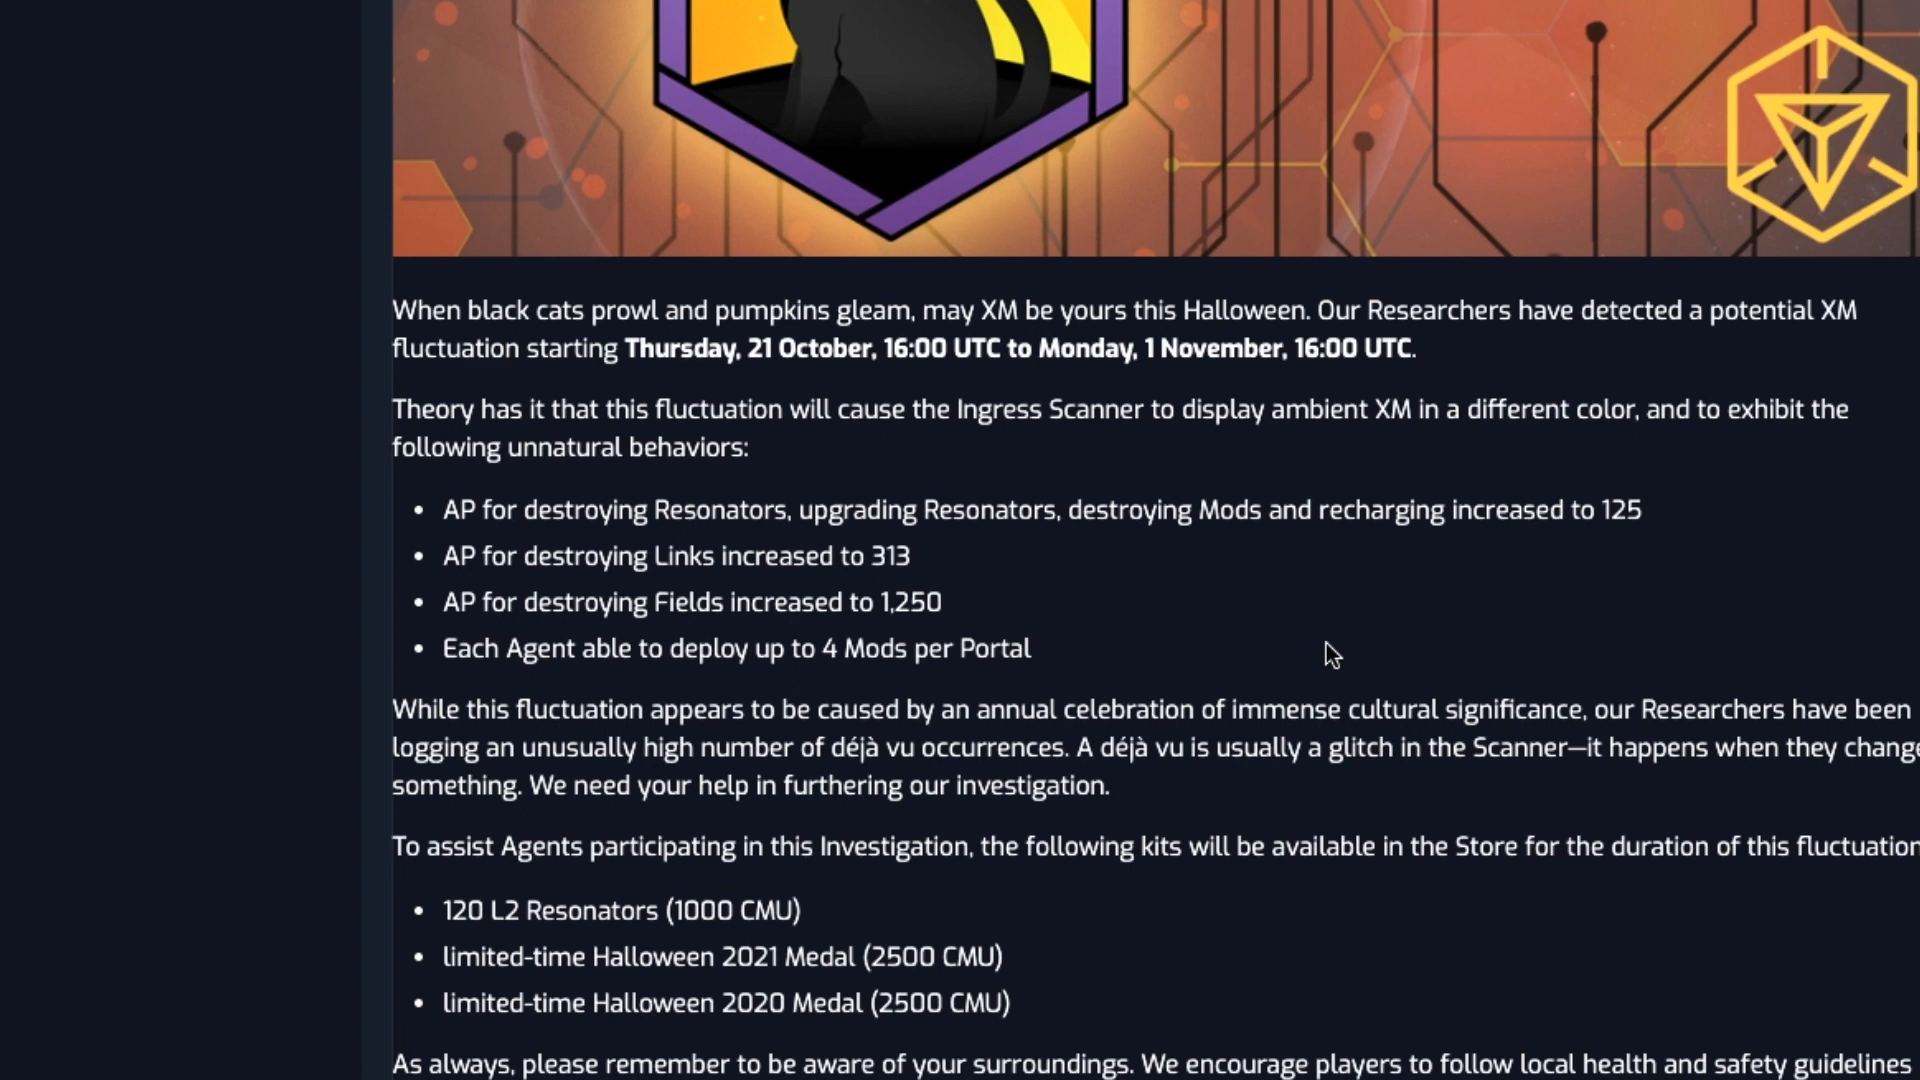 When black cats prowl and pumpkins gleam, may XM be yours this Halloween. Our Researchers have detected a potential XM
fluctuation starting Thursday, 21 October, 16:00 UTC to Monday, 1 November, 16:00 UTC.
Theory has it that this fluctuation will cause the Ingress Scanner to display ambient XM in a different color, and to exhibit the
following unnatural behaviors:
• AP for destroying Resonators, upgrading Resonators, destroying Mods and recharging increased to 125
• AP for destroying Links increased to 313
• AP for destroying Fields increased to 1,250
• Each Agent able to deploy up to 4 Mods per Portal
While this fluctuation appears to be caused by an annual celebration of immense cultural significance, our Researchers have been
logging an unusually high number of déjà vu occurrences. A déjà vu is usually a glitch in the Scanner—it happens when they change
something. We need your help in furthering our investigation.
To assist Agents participating in this Investigation, the following kits will be available in the Store for the duration of this fluctuation
• 120 L2 Resonators (1000 CMU)
• limited-time Halloween 2021 Medal (2500 CMU)
• limited-time Halloween 2020 Medal (2500 CMU)
As always, please remember to be aware of your surroundings. We encourage players to follow local health and safety guidelines